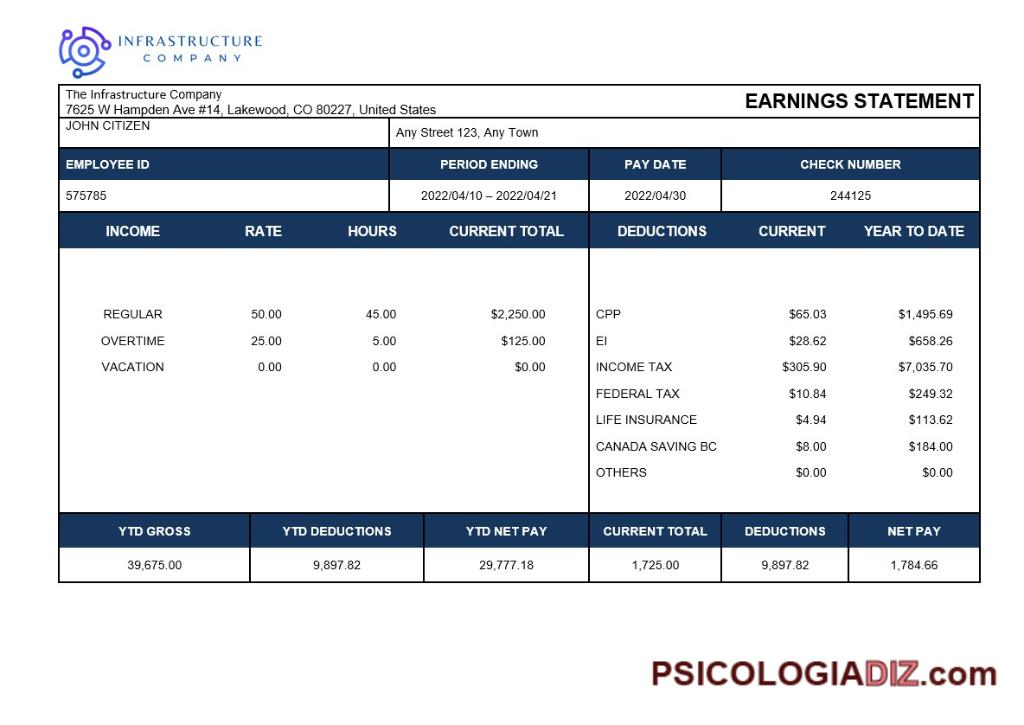 INFRASTRUCTURE
COMPANY
The Infrastructure Company
7625 W Hampden Ave #14, Lakewood, CO 80227, United States
EARNINGS STATEMENT
JOHN CITIZEN
Any Street 123, Any Town
EMPLOYEE ID PERIOD ENDING PAY DATE CHECK NUMBER
575785 2022/04/10 – 2022/04/21 2022/04/30 244125
INCOME RATE HOURS CURRENT TOTAL DEDUCTIONS CURRENT YEAR TO DATE
REGULAR 50.00 45.00 $2,250.00 CPP $65.03 $1,495.69
OVERTIME 25.00 5.00 $125.00 EI $28.62 $658.26
VACATION 0.00 0.00 $0.00 INCOME TAX $305.90 $7,035.70
FEDERAL TAX $10.84 $249.32
LIFE INSURANCE $4.94 $113.62
CANADA SAVING BC $8.00 $184.00
OTHERS $0.00 $0.00
YTD GROSS YTD DEDUCTIONS YTD NET PAY CURRENT TOTAL DEDUCTIONS NET PAY
39,675.00 9,897.82 29,777.18 1,725.00 9,897.82 1,784.66
PSICOLOGIADIZ.com